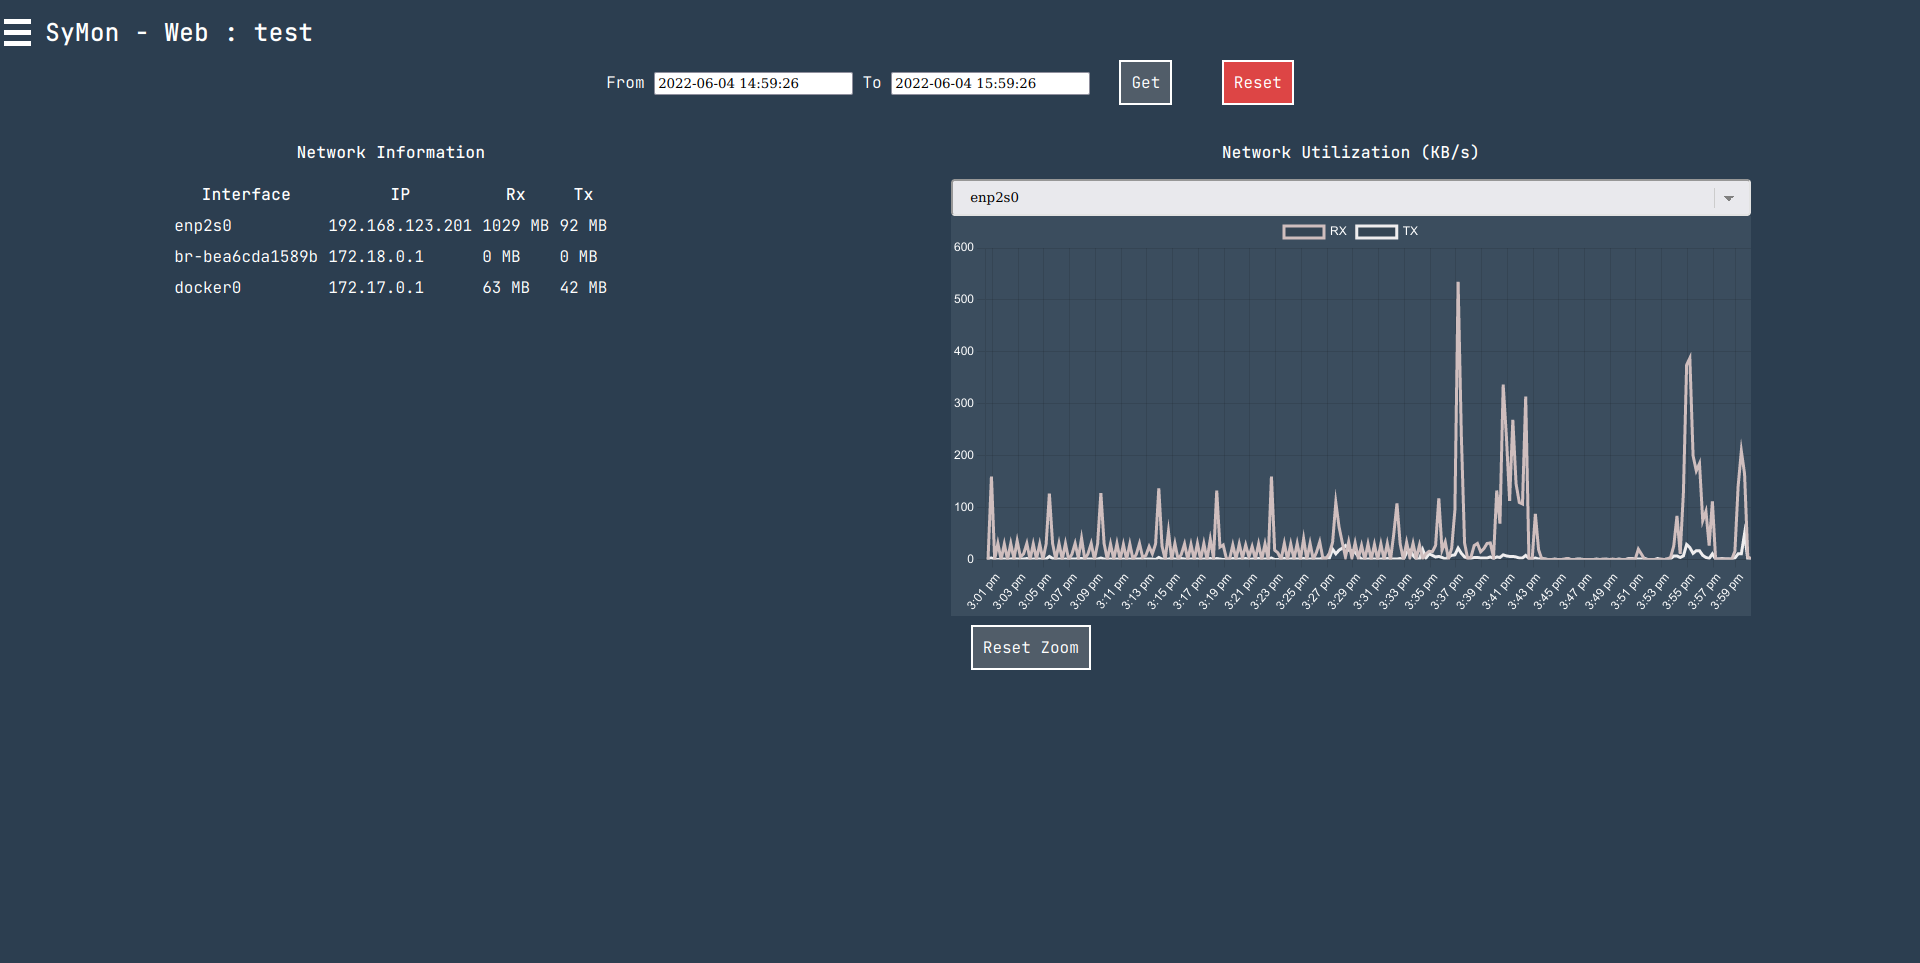 SyMon - Web : test
From 2022-06-04 14:59:26 To 2022-06-04 15:59:26 Get Reset
Network Information
Interface IP Rx Tx
enp2s0 192.168.123.201 1029 MB 92 MB
br-bea6cda1589b 172.18.0.1 0 MB 0 MB
docker0 172.17.0.1 63 MB 42 MB
Network Utilization (KB/s)
enp2s0
RX TX
600
500
400
300
200
100
0
3:01 pm 3:03 pm 3:05 pm 3:07 pm 3:09 pm 3:11 pm 3:13 pm 3:15 pm 3:17 pm 3:19 pm 3:21 pm 3:23 pm 3:25 pm 3:27 pm 3:29 pm 3:31 pm 3:33 pm 3:35 pm 3:37 pm 3:39 pm 3:41 pm 3:43 pm 3:45 pm 3:47 pm 3:49 pm 3:51 pm 3:53 pm 3:55 pm 3:57 pm 3:59 pm
Reset Zoom